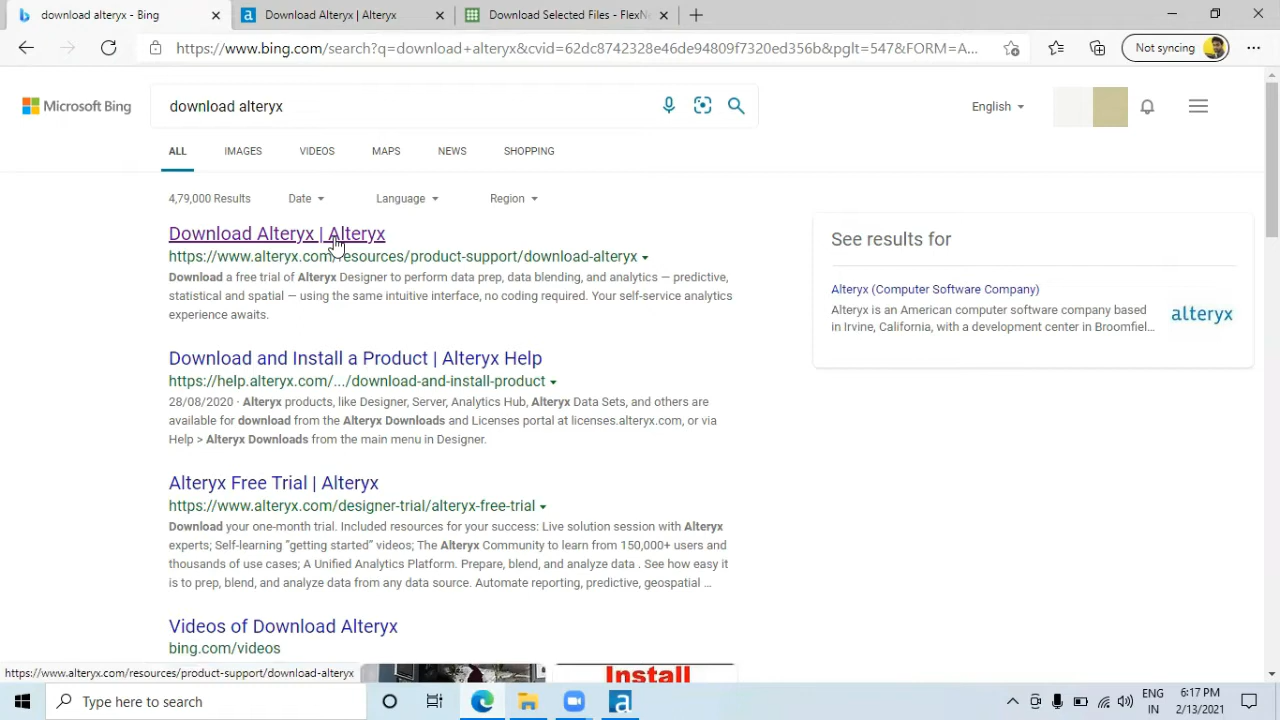 download alteryx - Bing
Download Alteryx | Alteryx
Download Selected Files - FlexNe
https://www.bing.com/search?q=download+alteryx&cvid=62dc8742328e46de94809f7320ed356b&pglt=547&FORM=A...
Not syncing
Microsoft Bing
download alteryx
English
ALL
IMAGES
VIDEOS
MAPS
NEWS
SHOPPING
4,79,000 Results
Date
Language
Region
Download Alteryx | Alteryx
https://www.alteryx.com/resources/product-support/download-alteryx
Download a free trial of Alteryx Designer to perform data prep, data blending, and analytics — predictive,
statistical and spatial — using the same intuitive interface, no coding required. Your self-service analytics
experience awaits.
See results for
Alteryx (Computer Software Company)
Alteryx is an American computer software company based
in Irvine, California, with a development center in Broomfiel...
alteryx
Download and Install a Product | Alteryx Help
https://help.alteryx.com/.../download-and-install-product
28/08/2020 · Alteryx products, like Designer, Server, Analytics Hub, Alteryx Data Sets, and others are
available for download from the Alteryx Downloads and Licenses portal at licenses.alteryx.com, or via
Help > Alteryx Downloads from the main menu in Designer.
Alteryx Free Trial | Alteryx
https://www.alteryx.com/designer-trial/alteryx-free-trial
Download your one-month trial. Included resources for your success: Live solution session with Alteryx
experts; Self-learning "getting started" videos; The Alteryx Community to learn from 150,000+ users and
thousands of use cases; A Unified Analytics Platform. Prepare, blend, and analyze data . See how easy it
is to prep, blend, and analyze data from any data source. Automate reporting, predictive, geospatial ...
Videos of Download Alteryx
bing.com/videos
Install
https://www.alteryx.com/resources/product-support/download-alteryx
Type here to search
ENG
IN
6:17 PM
2/13/2021